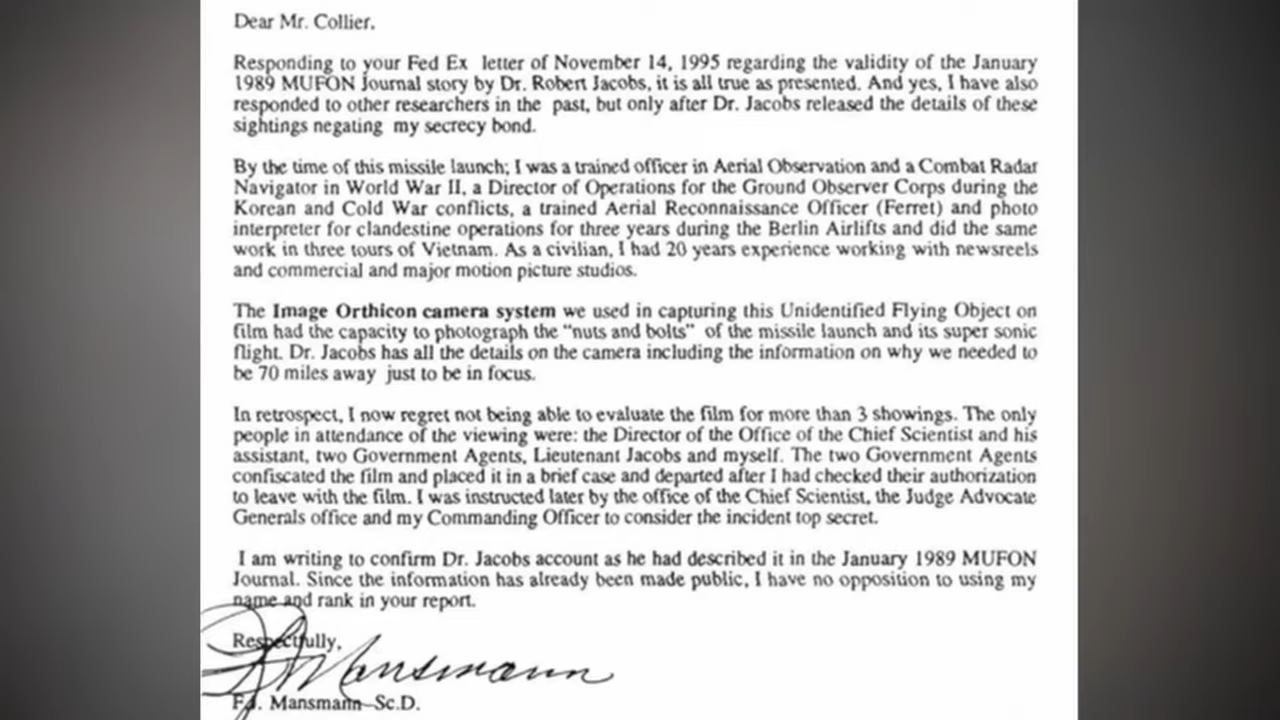 Dear Mr. Collier,
Responding to your Fed Ex letter of November 14, 1995 regarding the validity of the January
1989 MUFON Journal story by Dr. Robert Jacobs, it is all true as presented. And yes, I have also
responded to other researchers in the past, but only after Dr. Jacobs released the details of these
sightings negating my secrecy bond.
By the time of this missile launch; I was a trained officer in Aerial Observation and a Combat Radar
Navigator in World War II, a Director of Operations for the Ground Observer Corps during the
Korean and Cold War conflicts, a trained Aerial Reconnaissance Officer (Ferret) and photo
interpreter for clandestine operations for three years during the Berlin Airlifts and did the same
work in three tours of Vietnam. As a civilian, I had 20 years experience working with newsreels
and commercial and major motion picture studios.
The Image Orthicon camera system we used in capturing this Unidentified Flying Object on
film had the capacity to photograph the "nuts and bolts" of the missile launch and its super sonic
flight. Dr. Jacobs has all the details on the camera including the information on why we needed to
be 70 miles away just to be in focus.
In retrospect, I now regret not being able to evaluate the film for more than 3 showings. The only
people in attendance of the viewing were: the Director of the Office of the Chief Scientist and his
assistant, two Government Agents, Lieutenant Jacobs and myself. The two Government Agents
confiscated the film and placed it in a brief case and departed after I had checked their authorization
to leave with the film. I was instructed later by the office of the Chief Scientist, the Judge Advocate
Generals office and my Commanding Officer to consider the incident top secret.
I am writing to confirm Dr. Jacobs account as he had described it in the January 1989 MUFON
Journal. Since the information has already been made public, I have no opposition to using my
name and rank in your report.
Respectfully,
Mansmann
F.J. Mansmann Sc.D.